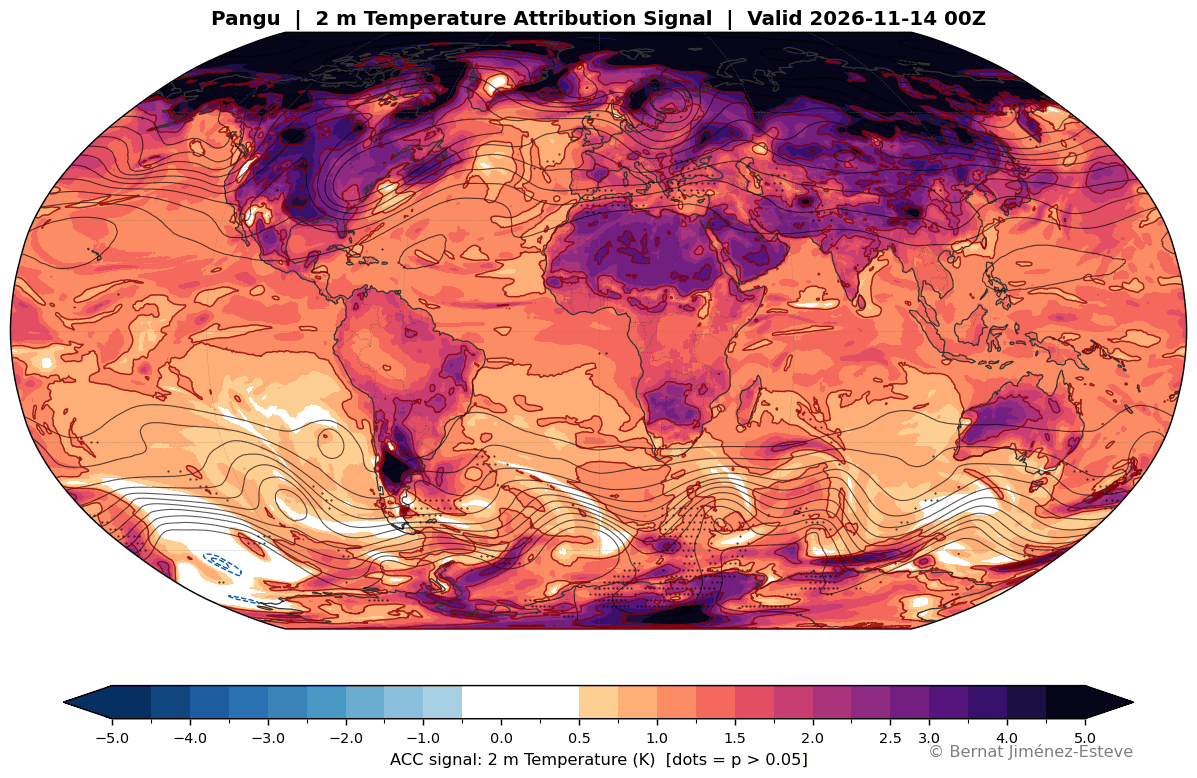 Pangu | 2 m Temperature Attribution Signal | Valid 2026-11-14 00Z
−5.0 −4.0 −3.0 −2.0 −1.0 0.0 0.5 1.0 1.5 2.0 2.5 3.0 4.0 5.0
© Bernat Jiménez-Esteve
ACC signal: 2 m Temperature (K) [dots = p > 0.05]